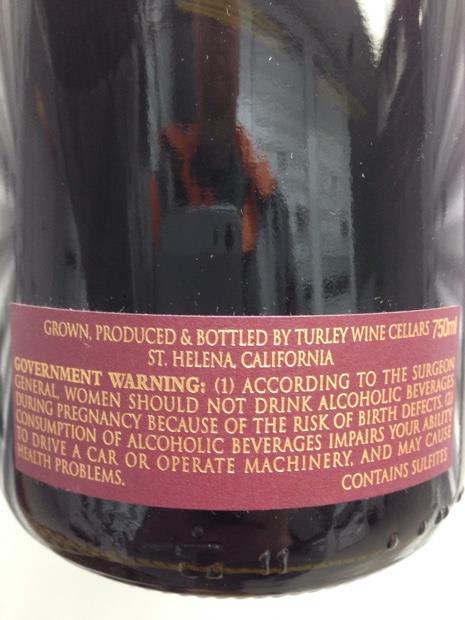 GROWN, PRODUCED & BOTTLED BY TURLEY WINE CELLARS 750ml
ST. HELENA, CALIFORNIA
GOVERNMENT WARNING: (1) ACCORDING TO THE SURGEON
GENERAL, WOMEN SHOULD NOT DRINK ALCOHOLIC BEVERAGES
DURING PREGNANCY BECAUSE OF THE RISK OF BIRTH DEFECTS. (2)
CONSUMPTION OF ALCOHOLIC BEVERAGES IMPAIRS YOUR ABILITY
TO DRIVE A CAR OR OPERATE MACHINERY, AND MAY CAUSE
HEALTH PROBLEMS. CONTAINS SULFITES
11